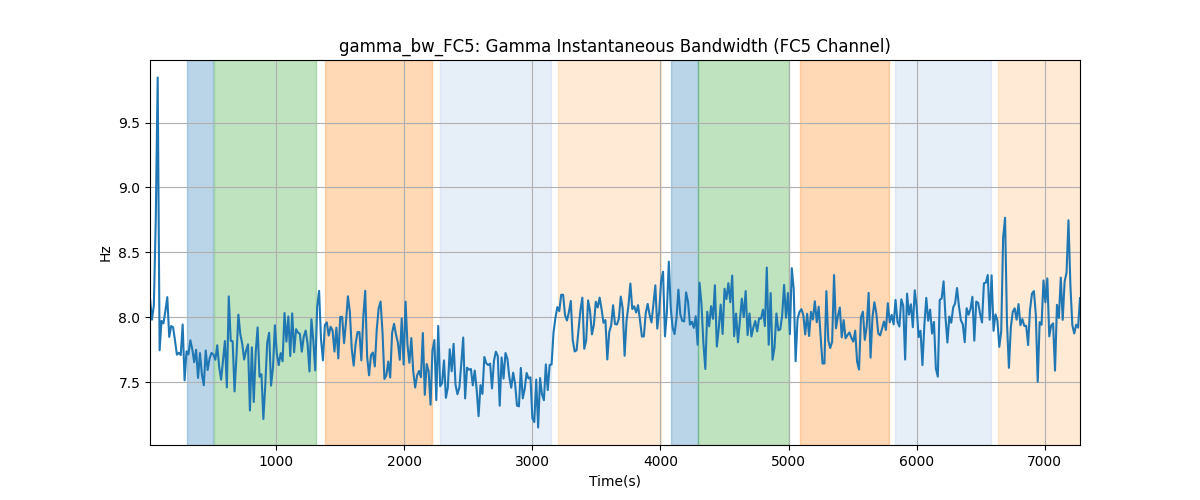 gamma_bw_FC5: Gamma Instantaneous Bandwidth (FC5 Channel)
Hz
9.5
9.0
8.5
8.0
7.5
1000 2000 3000 4000 5000 6000 7000
Time(s)